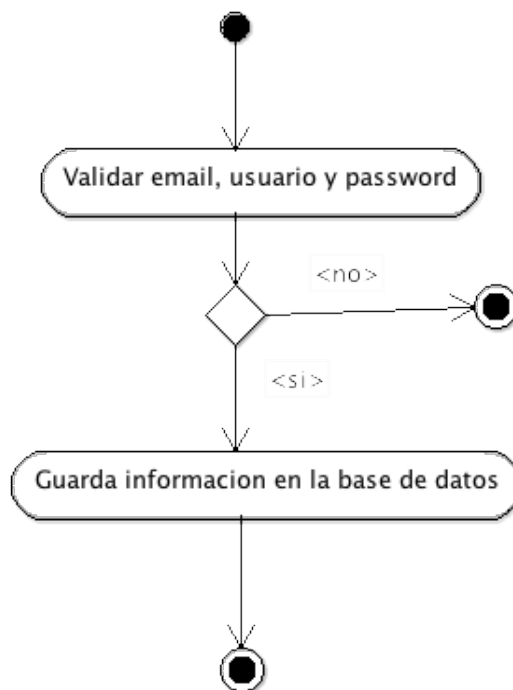 Validar email, usuario y password
<no>
<si>
Guarda informacion en la base de datos